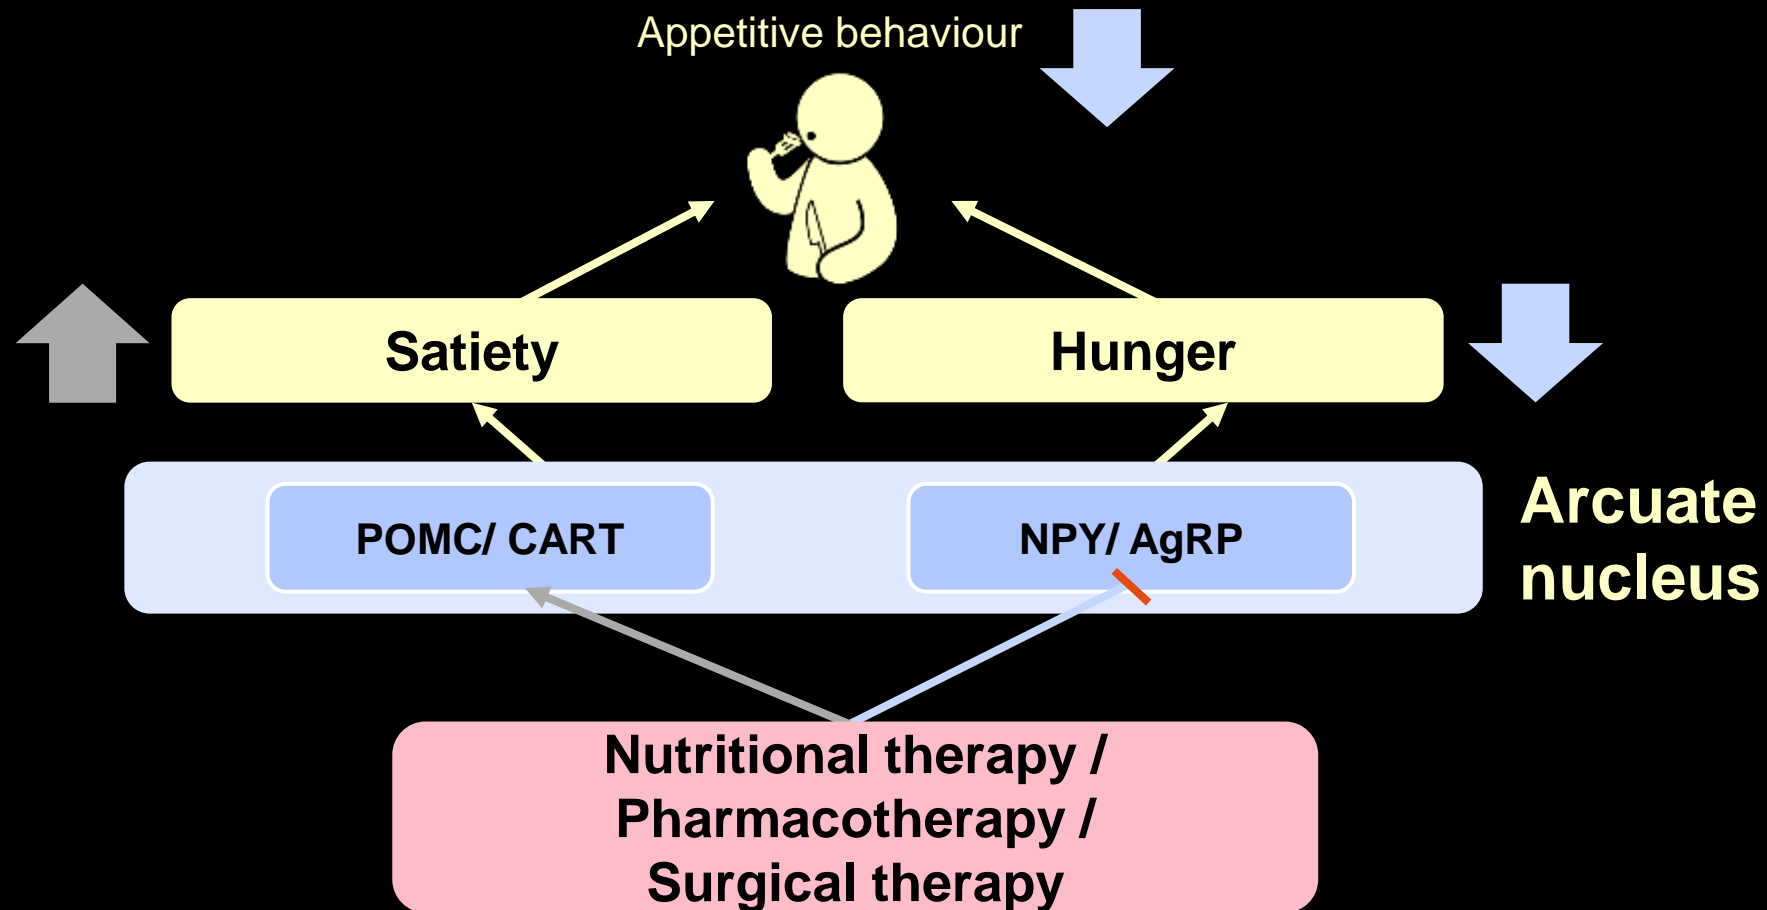 Appetitive behaviour
Satiety
Hunger
POMC/ CART
NPY/ AgRP
Arcuate
nucleus
Nutritional therapy /
Pharmacotherapy /
Surgical therapy